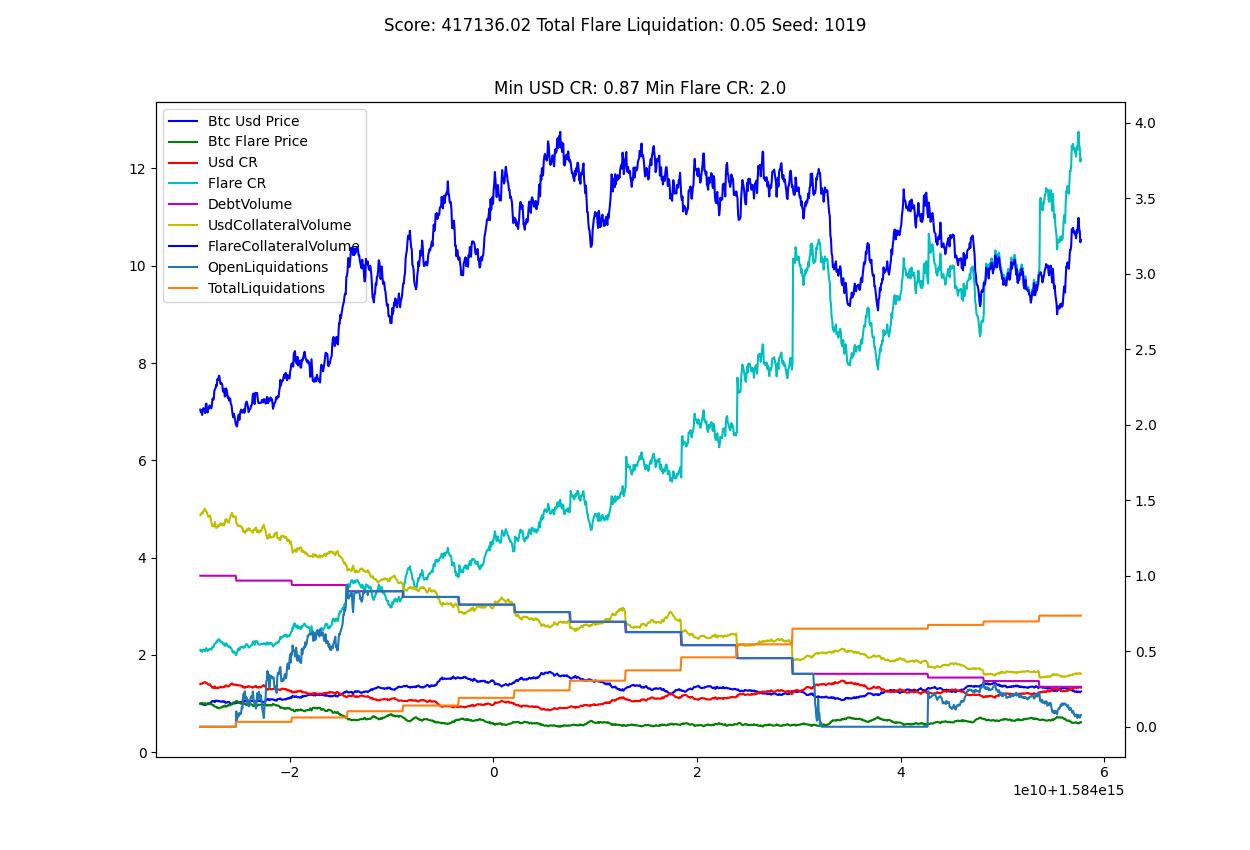 Score: 417136.02 Total Flare Liquidation: 0.05 Seed: 1019
Min USD CR: 0.87 Min Flare CR: 2.0
Btc Usd Price
Btc Flare Price
Usd CR
Flare CR
DebtVolume
UsdCollateralVolume
FlareCollateralVolume
OpenLiquidations
TotalLiquidations
12
10
8
6
4
2
0
4.0
3.5
3.0
2.5
2.0
1.5
1.0
0.5
0.0
−2
0
2
4
6
1e10+1.584e15